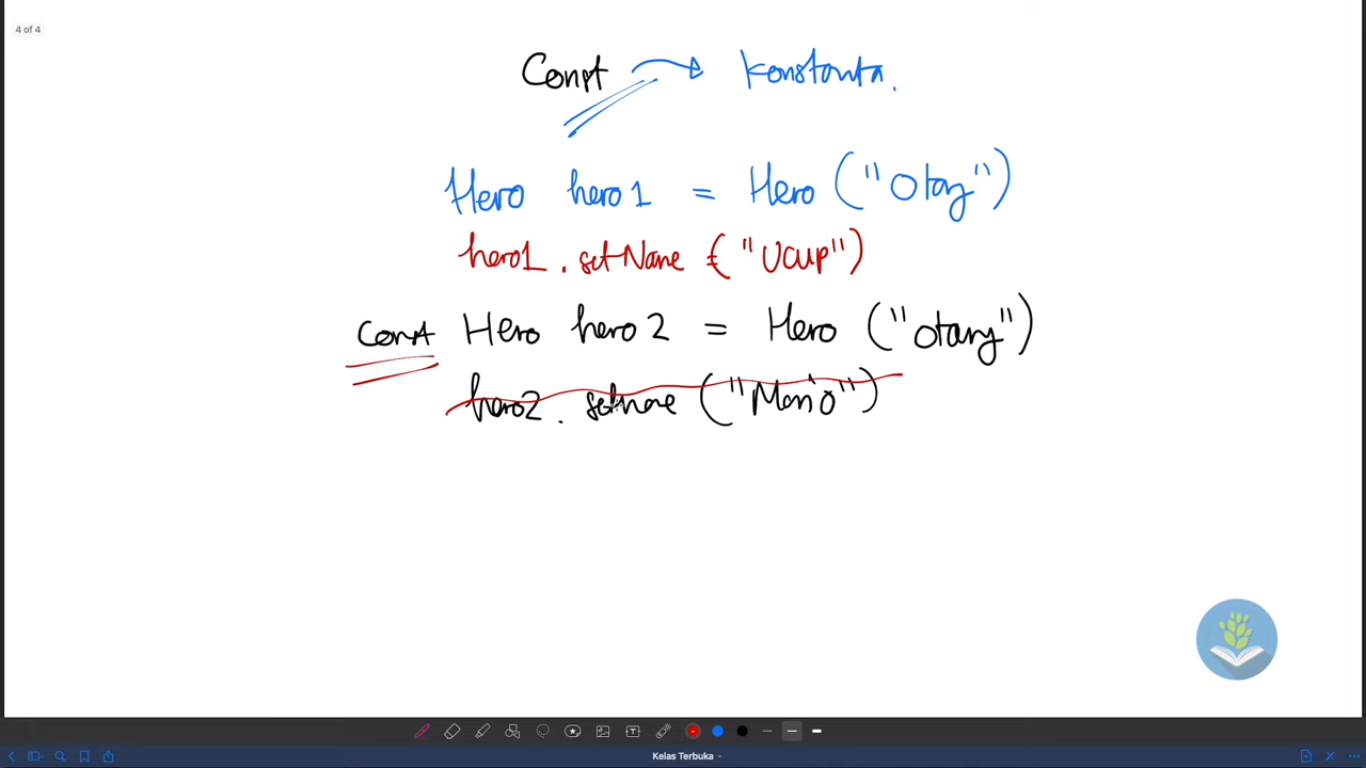 4 of 4
Const → Konstanta.
Hero hero1 = Hero ("Otong")
hero1.setName ("Ucup")
Const Hero hero2 = Hero ("otong")
hero2.setname ("Mario")
Kelas Terbuka